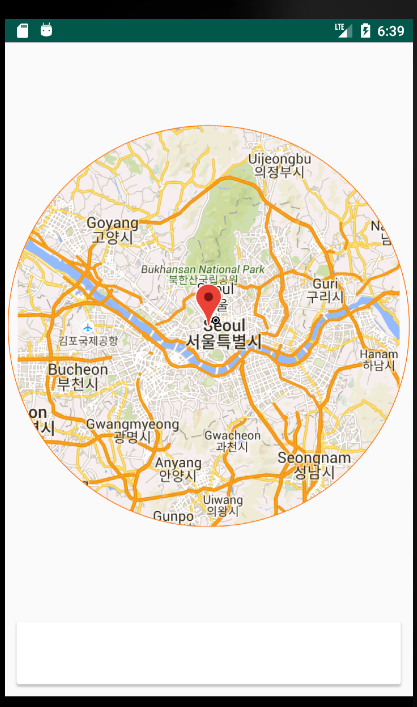 LTE 6:39
Uijeongbu
의정부시
Goyang
고양시
Bukhansan National Park
북한산국립공원
Guri
구리시
Seoul
서울특별시
김포국제공항
Hanam
하남시
Bucheon
부천시
Gwangmyeong
광명시
Gwacheon
과천시
Anyang
안양시
Seongnam
성남시
Uiwang
의왕시
Gunpo